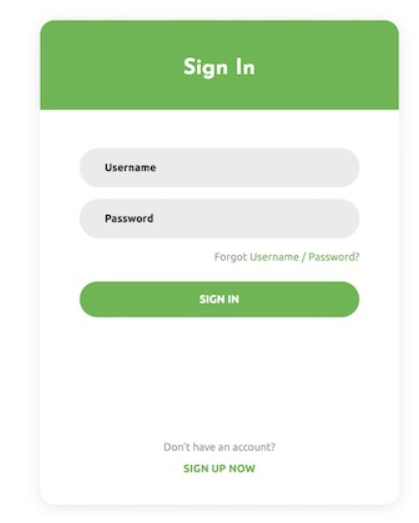 Sign In
Username
Password
Forgot Username / Password?
SIGN IN
Don't have an account?
SIGN UP NOW